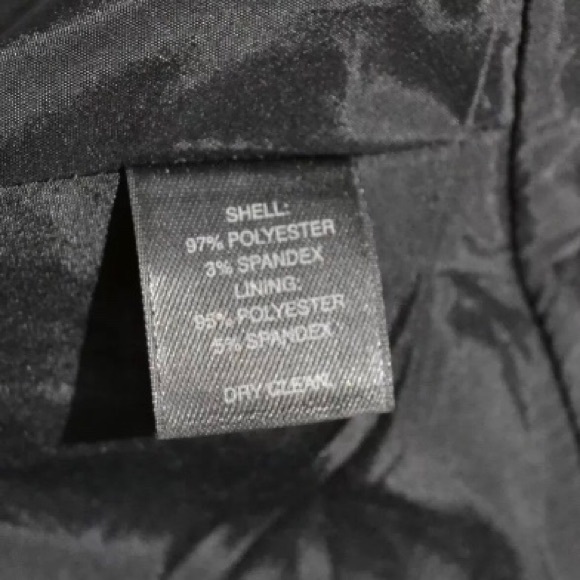 SHELL:
97% POLYESTER
3% SPANDEX
LINING:
95% POLYESTER
5% SPANDEX
DRY CLEAN.